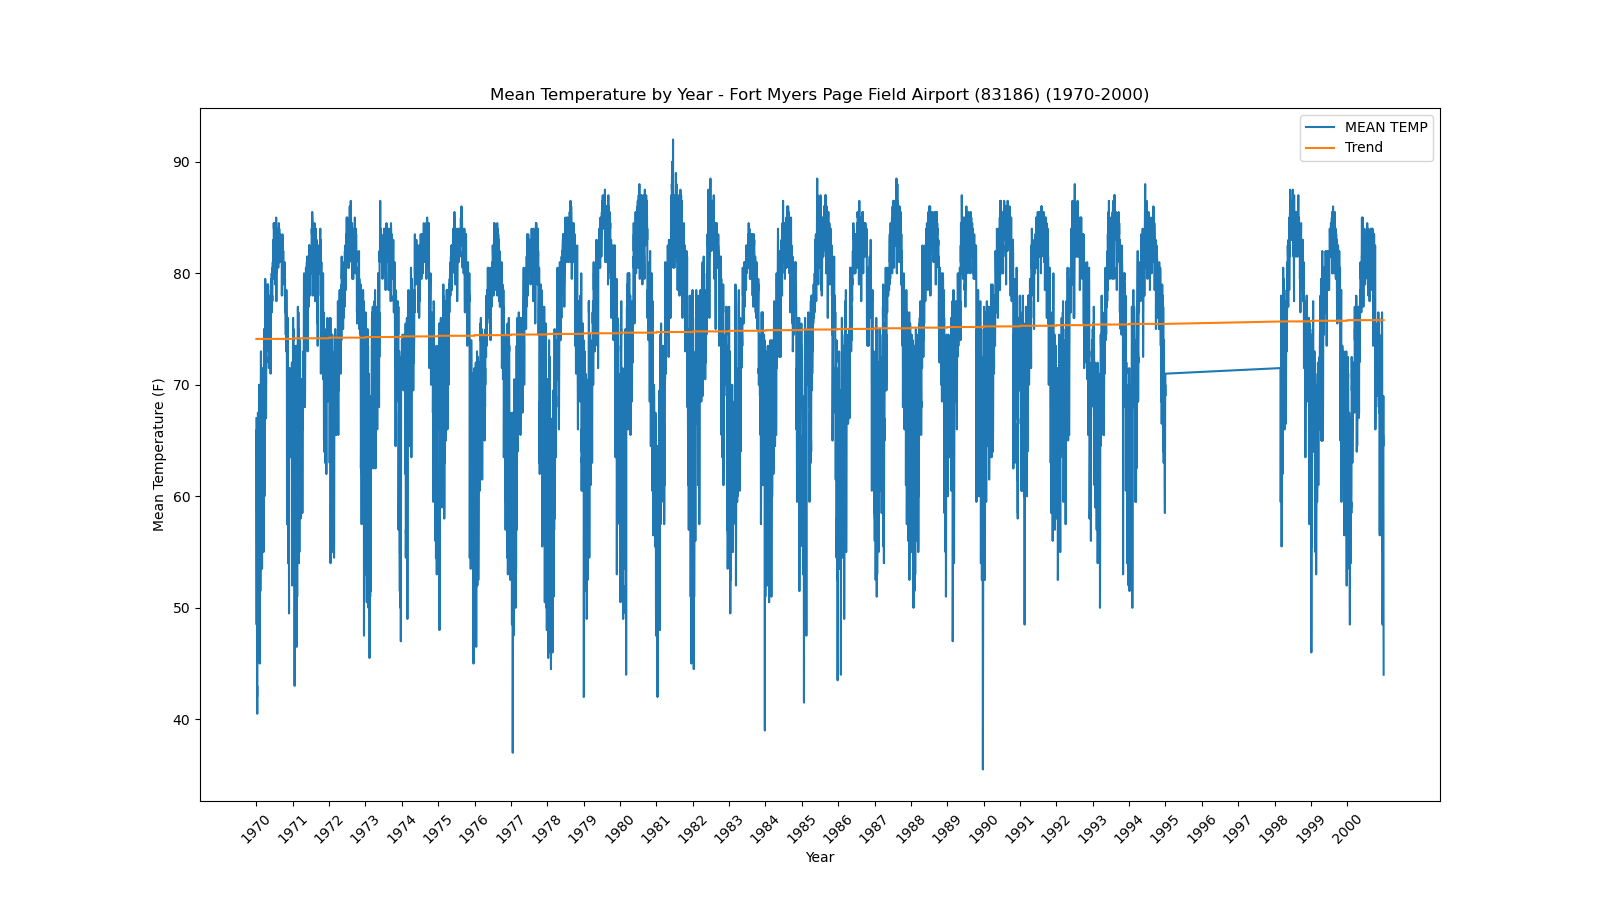 Mean Temperature by Year - Fort Myers Page Field Airport (83186) (1970-2000)
MEAN TEMP
Trend
90
80
70
60
50
40
Mean Temperature (F)
1970 1971 1972 1973 1974 1975 1976 1977 1978 1979 1980 1981 1982 1983 1984 1985 1986 1987 1988 1989 1990 1991 1992 1993 1994 1995 1996 1997 1998 1999 2000
Year